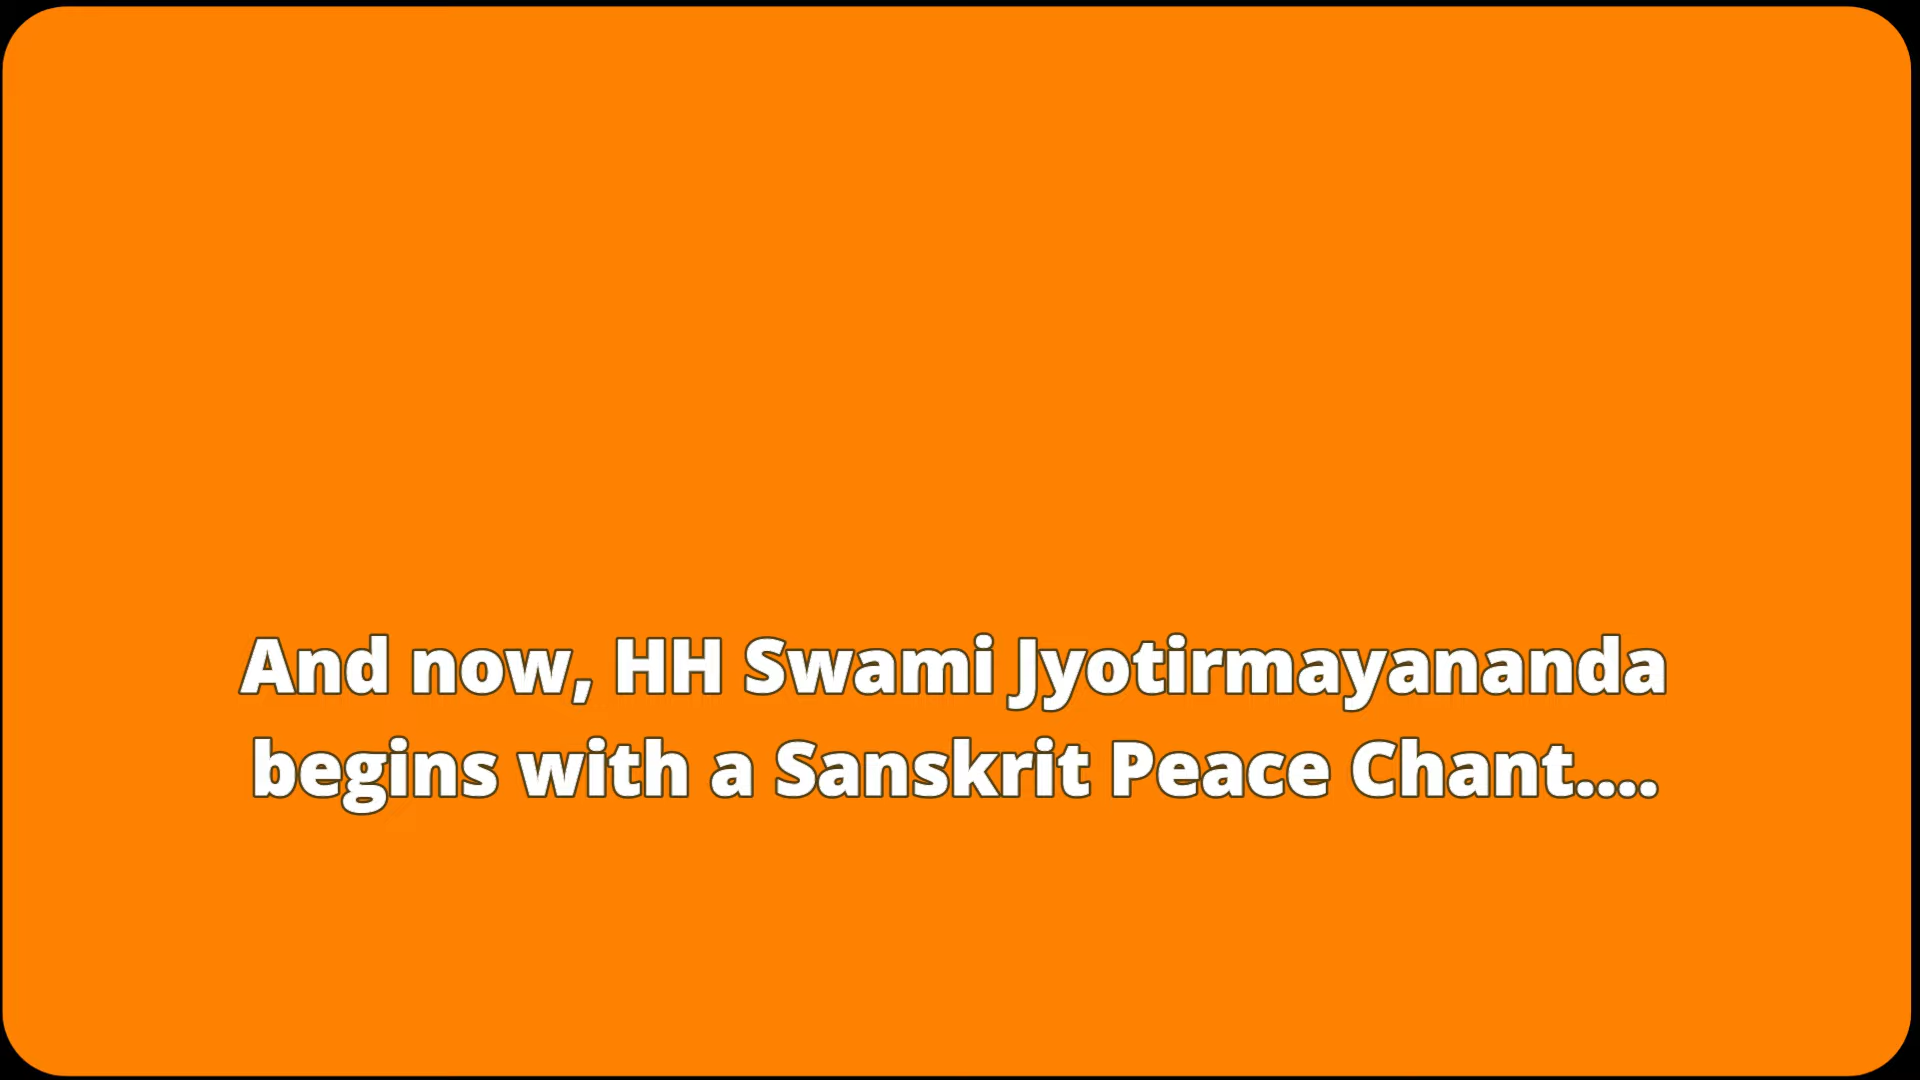 And now, HH Swami Jyotirmayananda
begins with a Sanskrit Peace Chant....